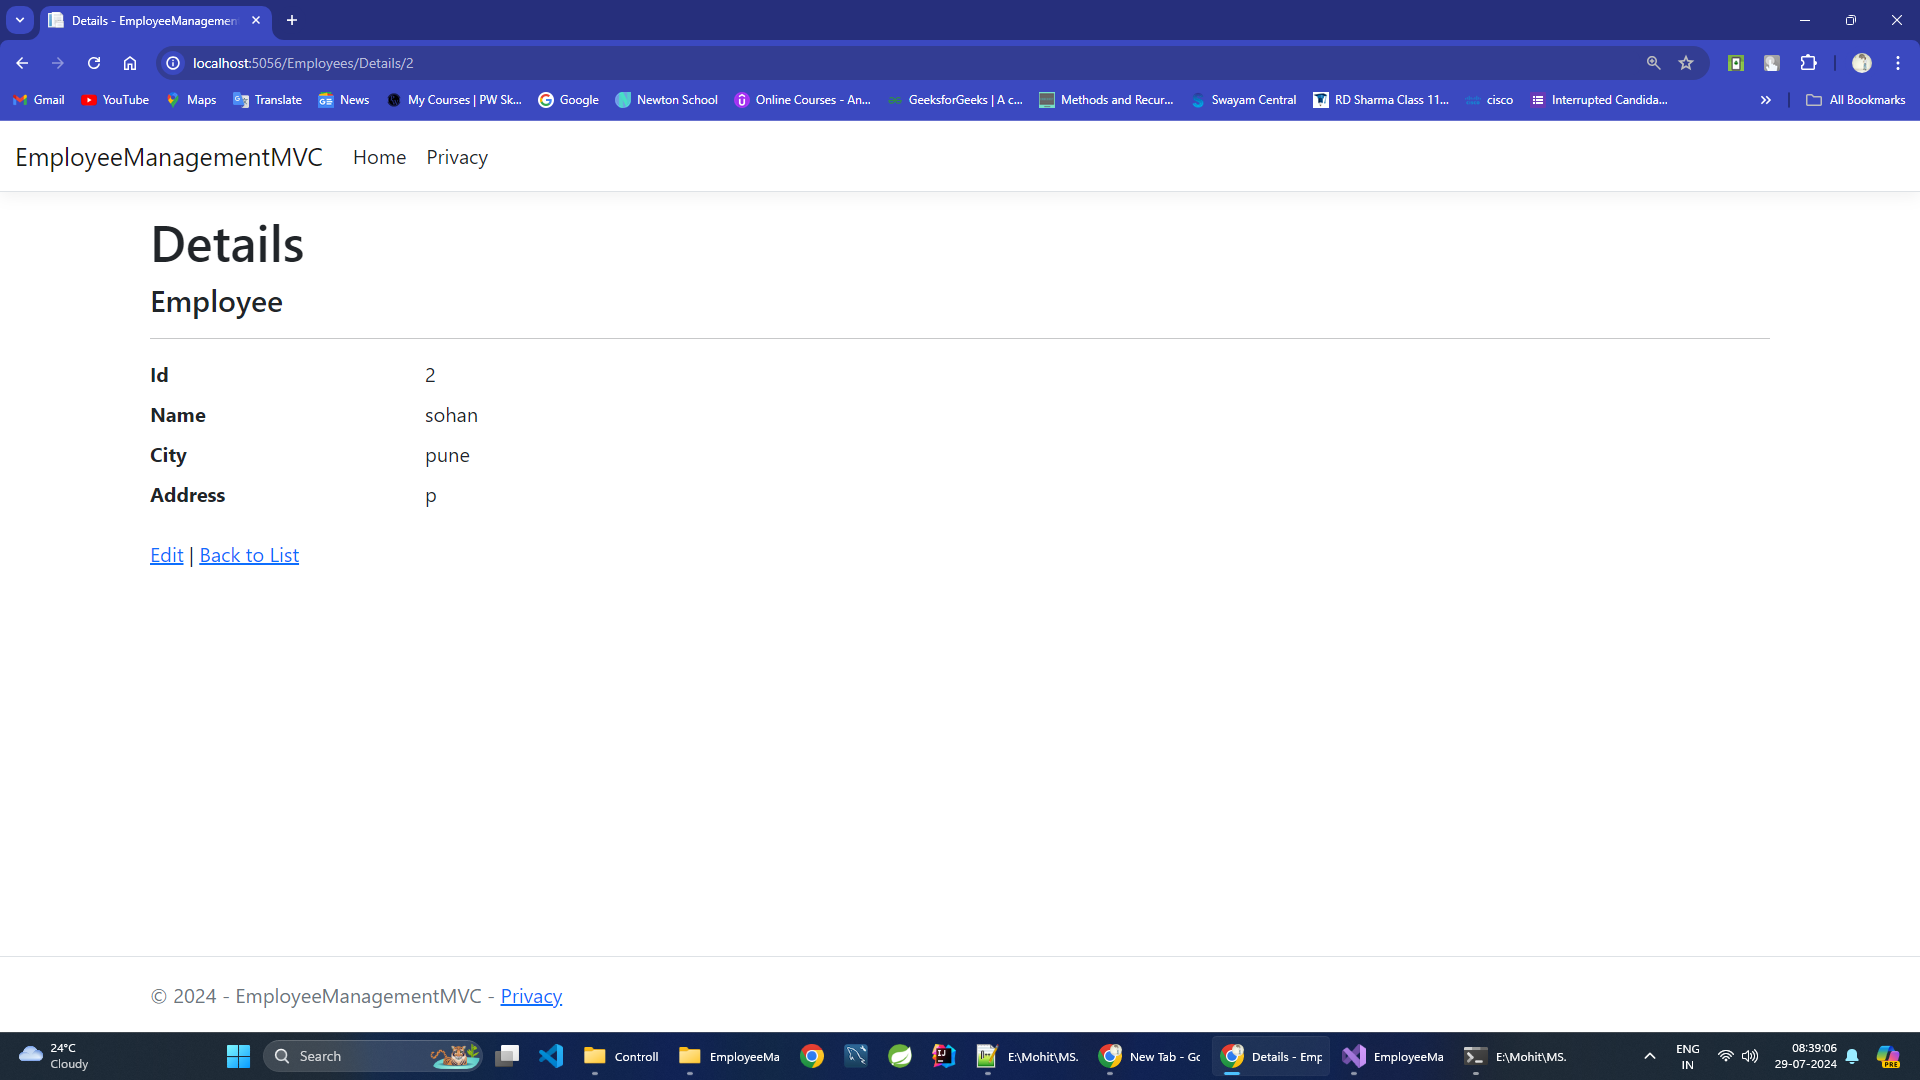 Details - EmployeeManagement
localhost:5056/Employees/Details/2
Gmail YouTube Maps Translate News My Courses | PW Sk... Google Newton School Online Courses - An... GeeksforGeeks | A c... Methods and Recur... Swayam Central RD Sharma Class 11... cisco Interrupted Candida... All Bookmarks
EmployeeManagementMVC Home Privacy
Details
Employee
Id 2
Name sohan
City pune
Address p
Edit | Back to List
© 2024 - EmployeeManagementMVC - Privacy
24°C
Cloudy
Search
Controll
EmployeeMa
E:\Mohit\MS.
New Tab - Go
Details - Emp
EmployeeMa
E:\Mohit\MS.
ENG
IN
08:39:06
29-07-2024
PRE